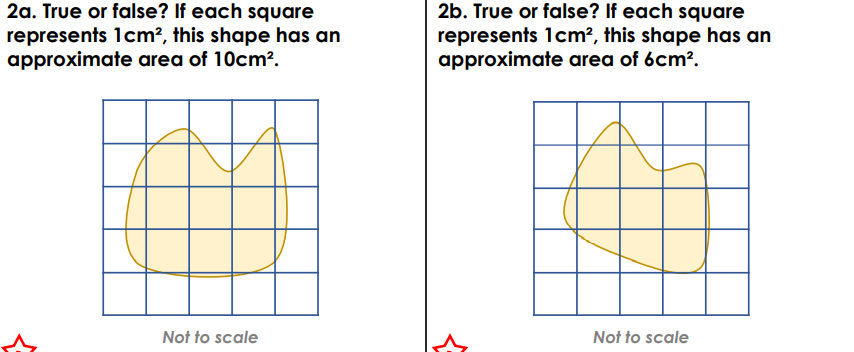 2a. True or false? If each square
represents 1cm², this shape has an
approximate area of 10cm².
Not to scale
2b. True or false? If each square
represents 1cm², this shape has an
approximate area of 6cm².
Not to scale